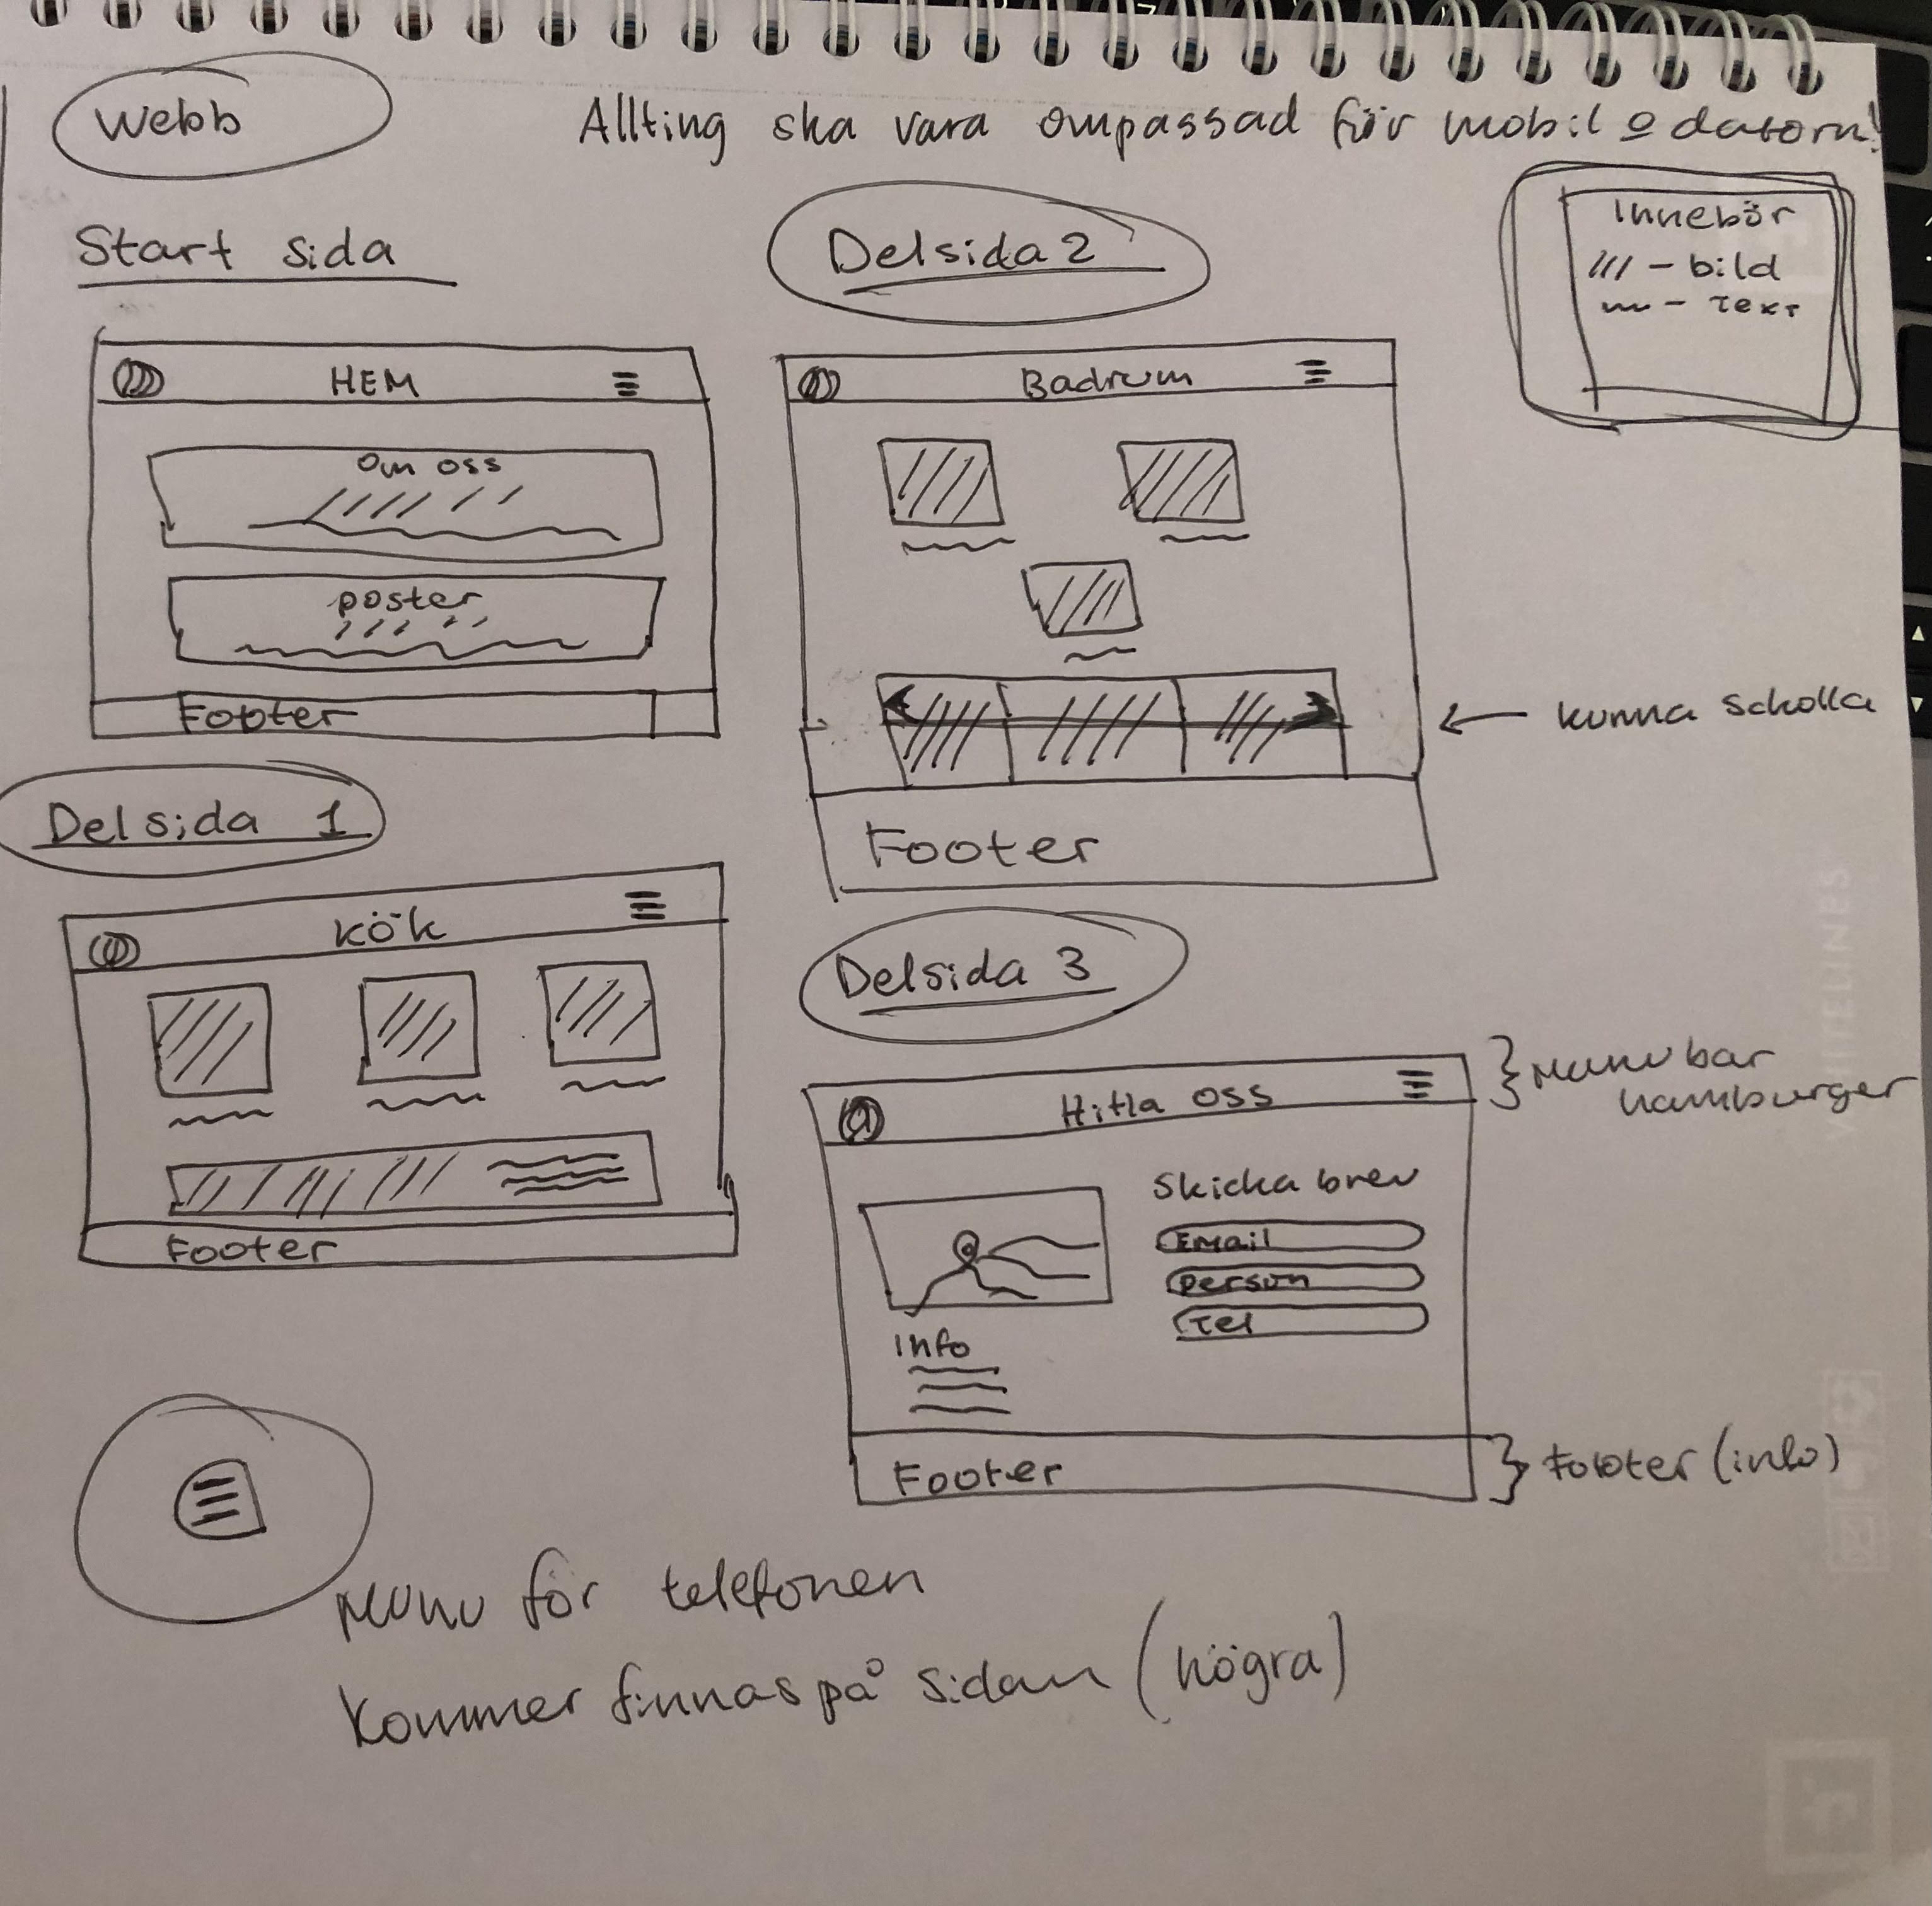 Webb
Allting ska vara ompassad för mobil o datorn!
Start sida
HEM
Om oss
poster
Footer
Delsida 1
Kök
Footer
Delsida 2
Badrum
kunna scholla
Footer
Innebär
/// - bild
~ - Text
Delsida 3
Hitta oss
Menu bar
hamburger
Skicka brev
Email
person
Tel
Info
Footer
Footer (info)
Menu för telefonen
Kommer finnas på sidan (högra)